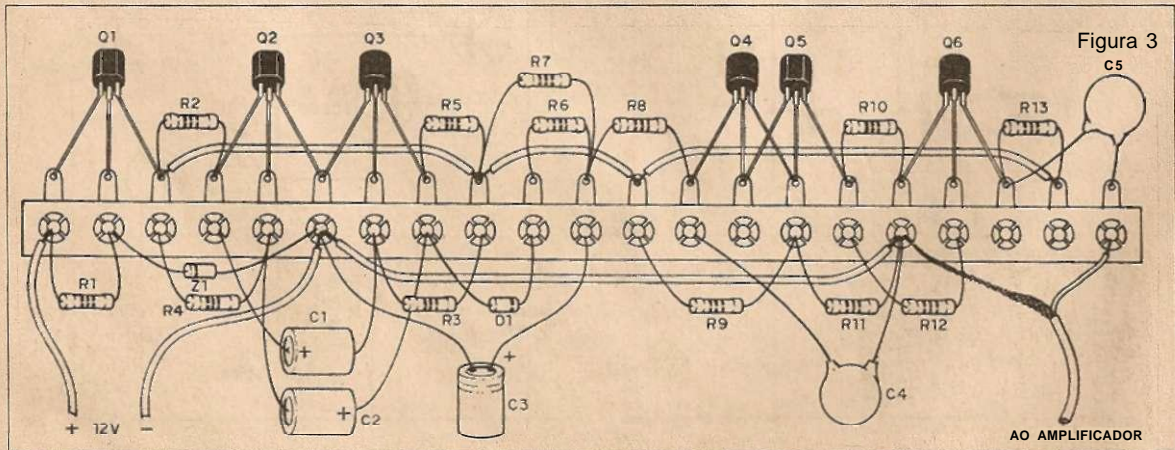 Figura 3
Q1
Q2
Q3
Q4
Q5
Q6
C5
R2
R5
R7
R6
R8
R10
R13
R1
Z1
R4
C1
C2
R3
D1
C3
+
R9
R11
R12
C4
+
+
+ 12V -
AO AMPLIFICADOR